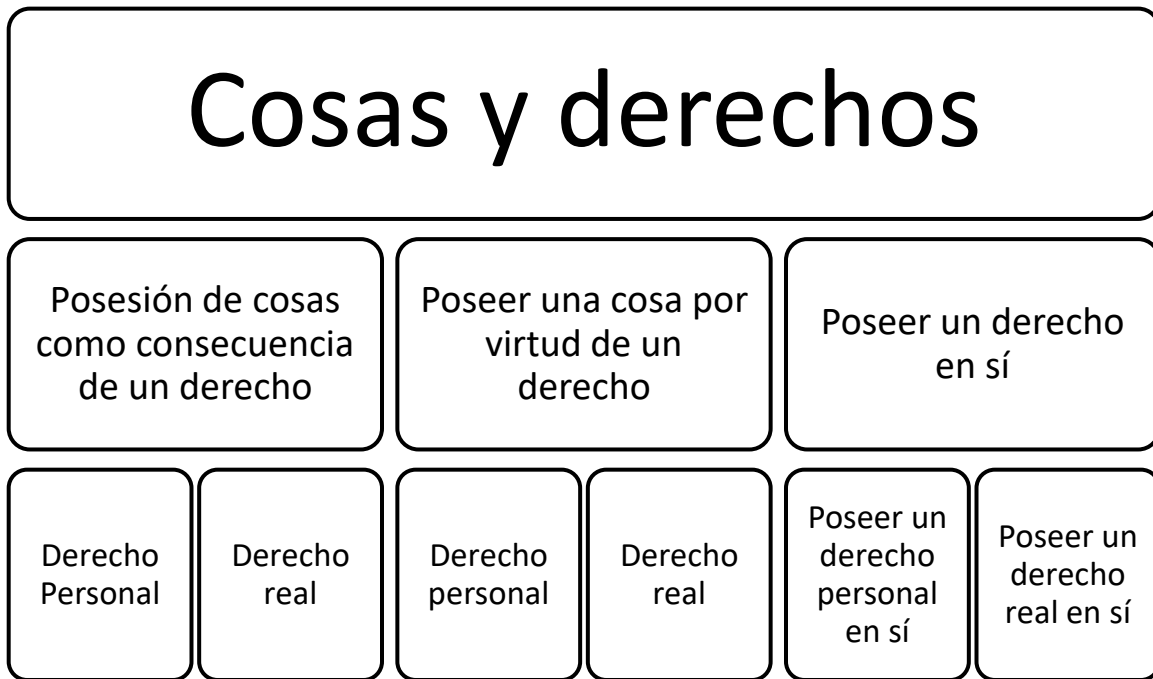 Cosas y derechos
Posesión de cosas
como consecuencia
de un derecho
Poseer una cosa por
virtud de un
derecho
Poseer un derecho
en sí
Derecho
Personal
Derecho
real
Derecho
personal
Derecho
real
Poseer un
derecho
personal
en sí
Poseer un
derecho
real en sí